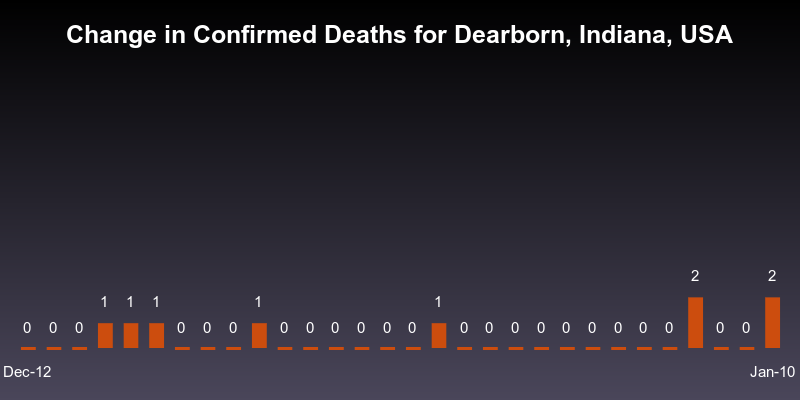 Change in Confirmed Deaths for Dearborn, Indiana, USA
0 0 0 1 1 1 0 0 0 1 0 0 0 0 0 0 1 0 0 0 0 0 0 0 0 0 2 0 0 2
Dec-12 Jan-10